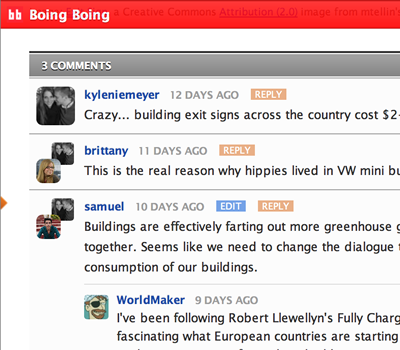 bb Boing Boing
a Creative Commons Attribution (2.0) image from mtellin's
3 COMMENTS
kyleniemeyer 12 DAYS AGO REPLY
Crazy... building exit signs across the country cost $2-
brittany 11 DAYS AGO REPLY
This is the real reason why hippies lived in VW mini bu
samuel 10 DAYS AGO EDIT REPLY
Buildings are effectively farting out more greenhouse g
together. Seems like we need to change the dialogue t
consumption of our buildings.
WorldMaker 9 DAYS AGO
I've been following Robert Llewellyn's Fully Charg
fascinating what European countries are starting